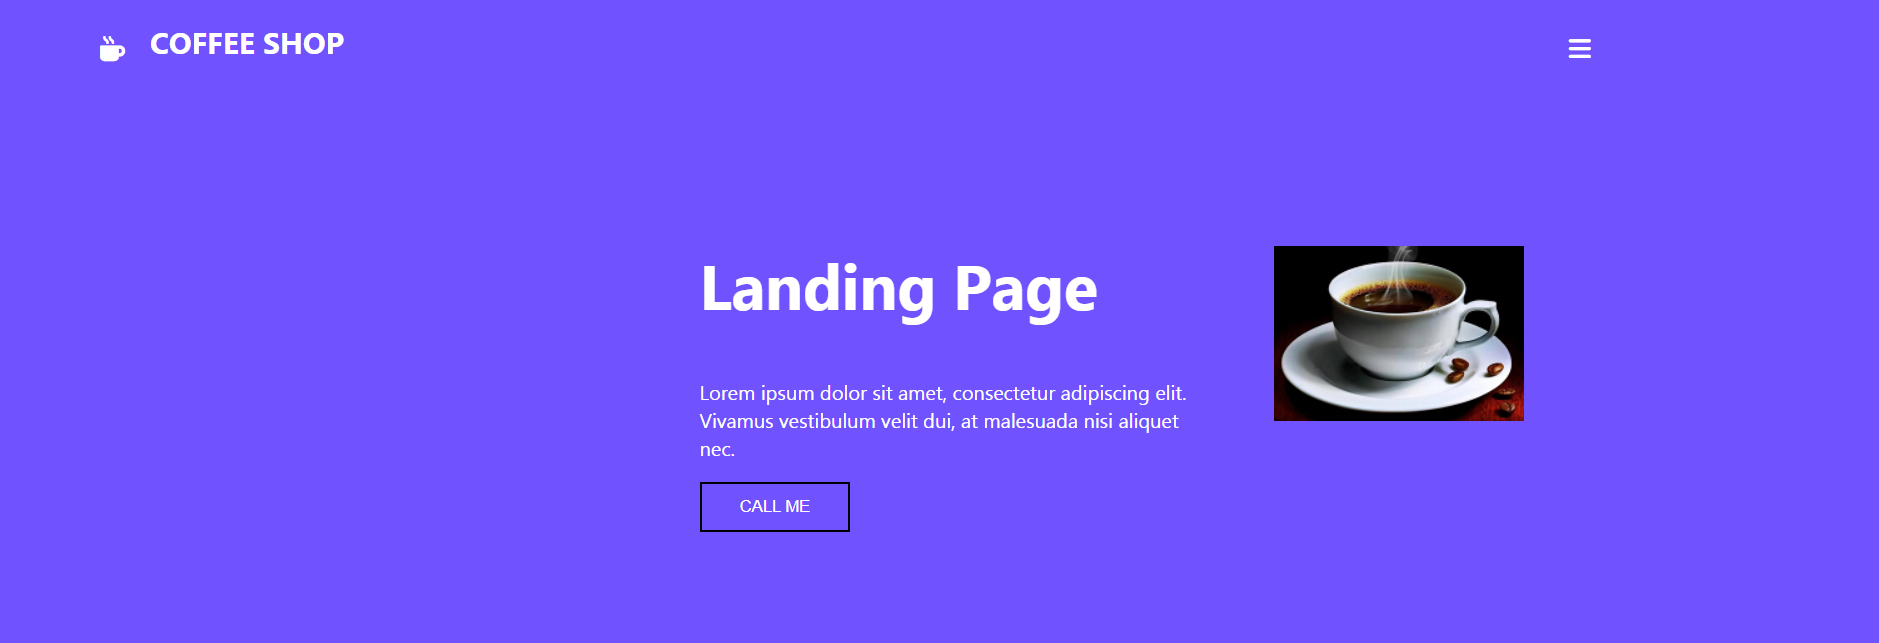 COFFEE SHOP
Landing Page
Lorem ipsum dolor sit amet, consectetur adipiscing elit.
Vivamus vestibulum velit dui, at malesuada nisi aliquet
nec.
CALL ME